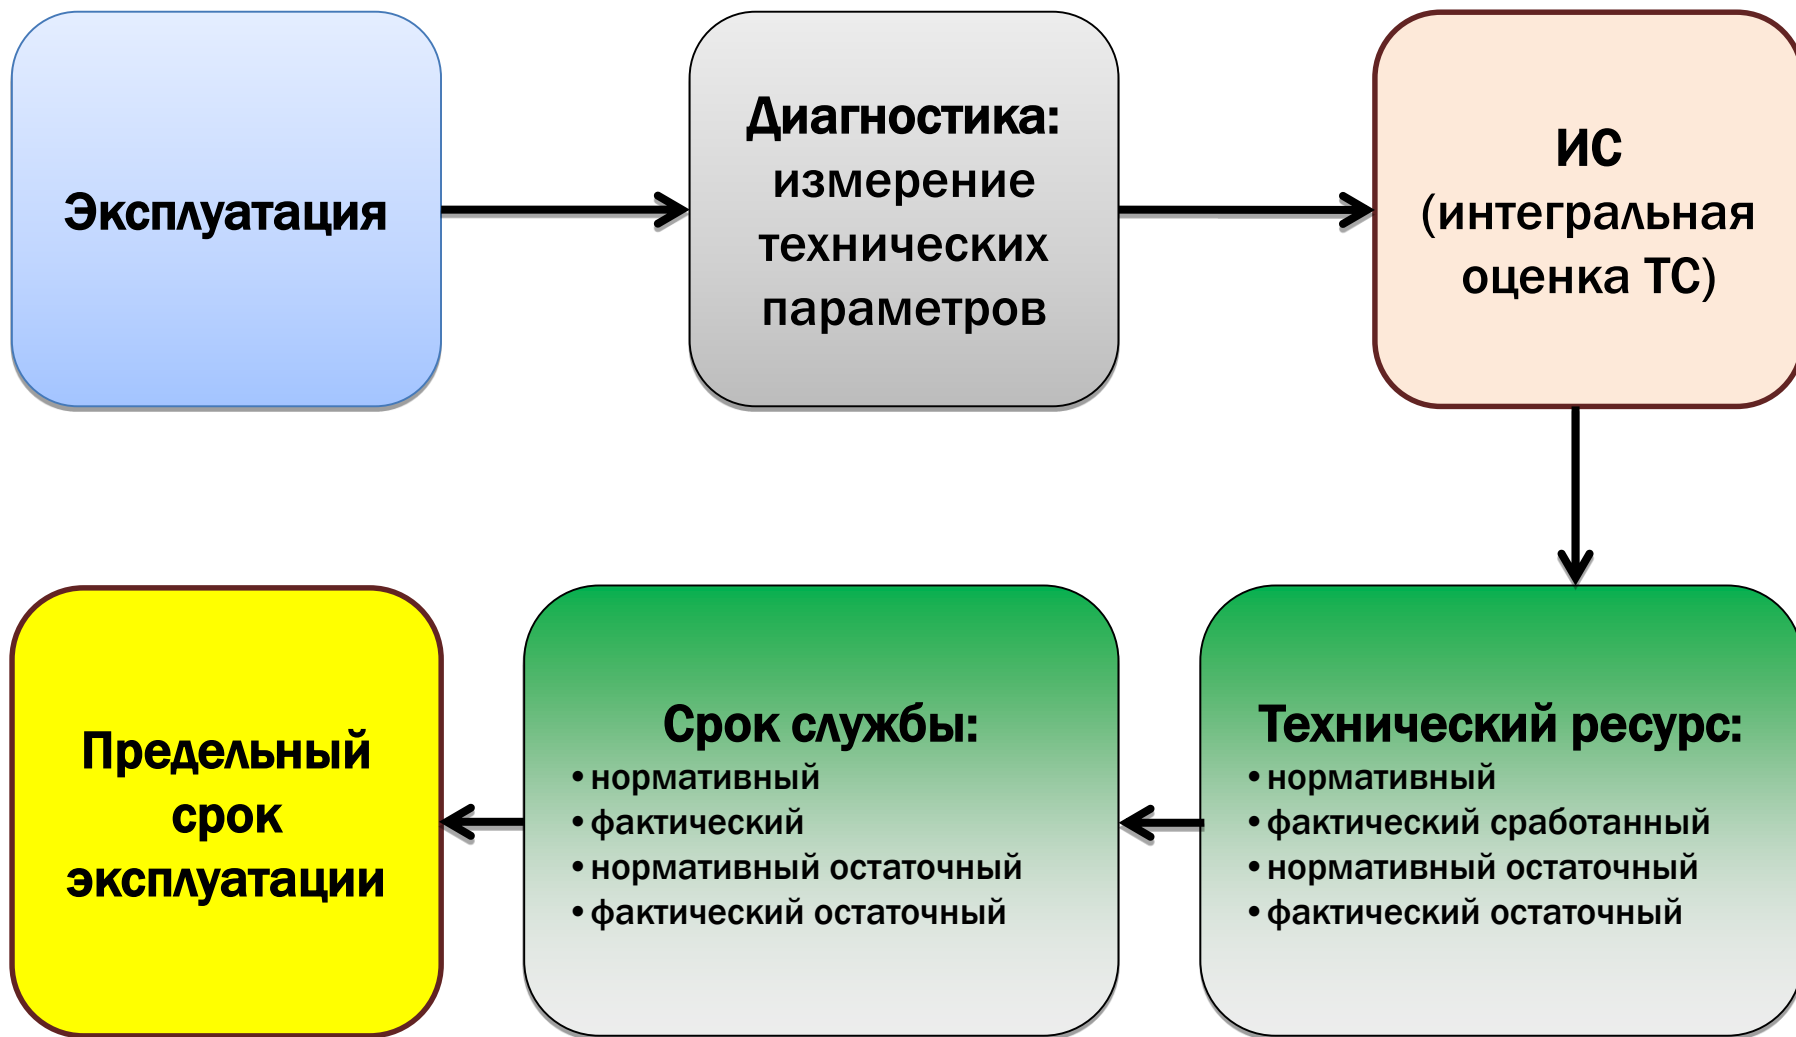 Эксплуатация
Диагностика:
измерение
технических
параметров
ИС
(интегральная
оценка ТС)
Предельный
срок
эксплуатации
Срок службы:
•нормативный
•фактический
•нормативный остаточный
•фактический остаточный
Технический ресурс:
•нормативный
•фактический сработанный
•нормативный остаточный
•фактический остаточный